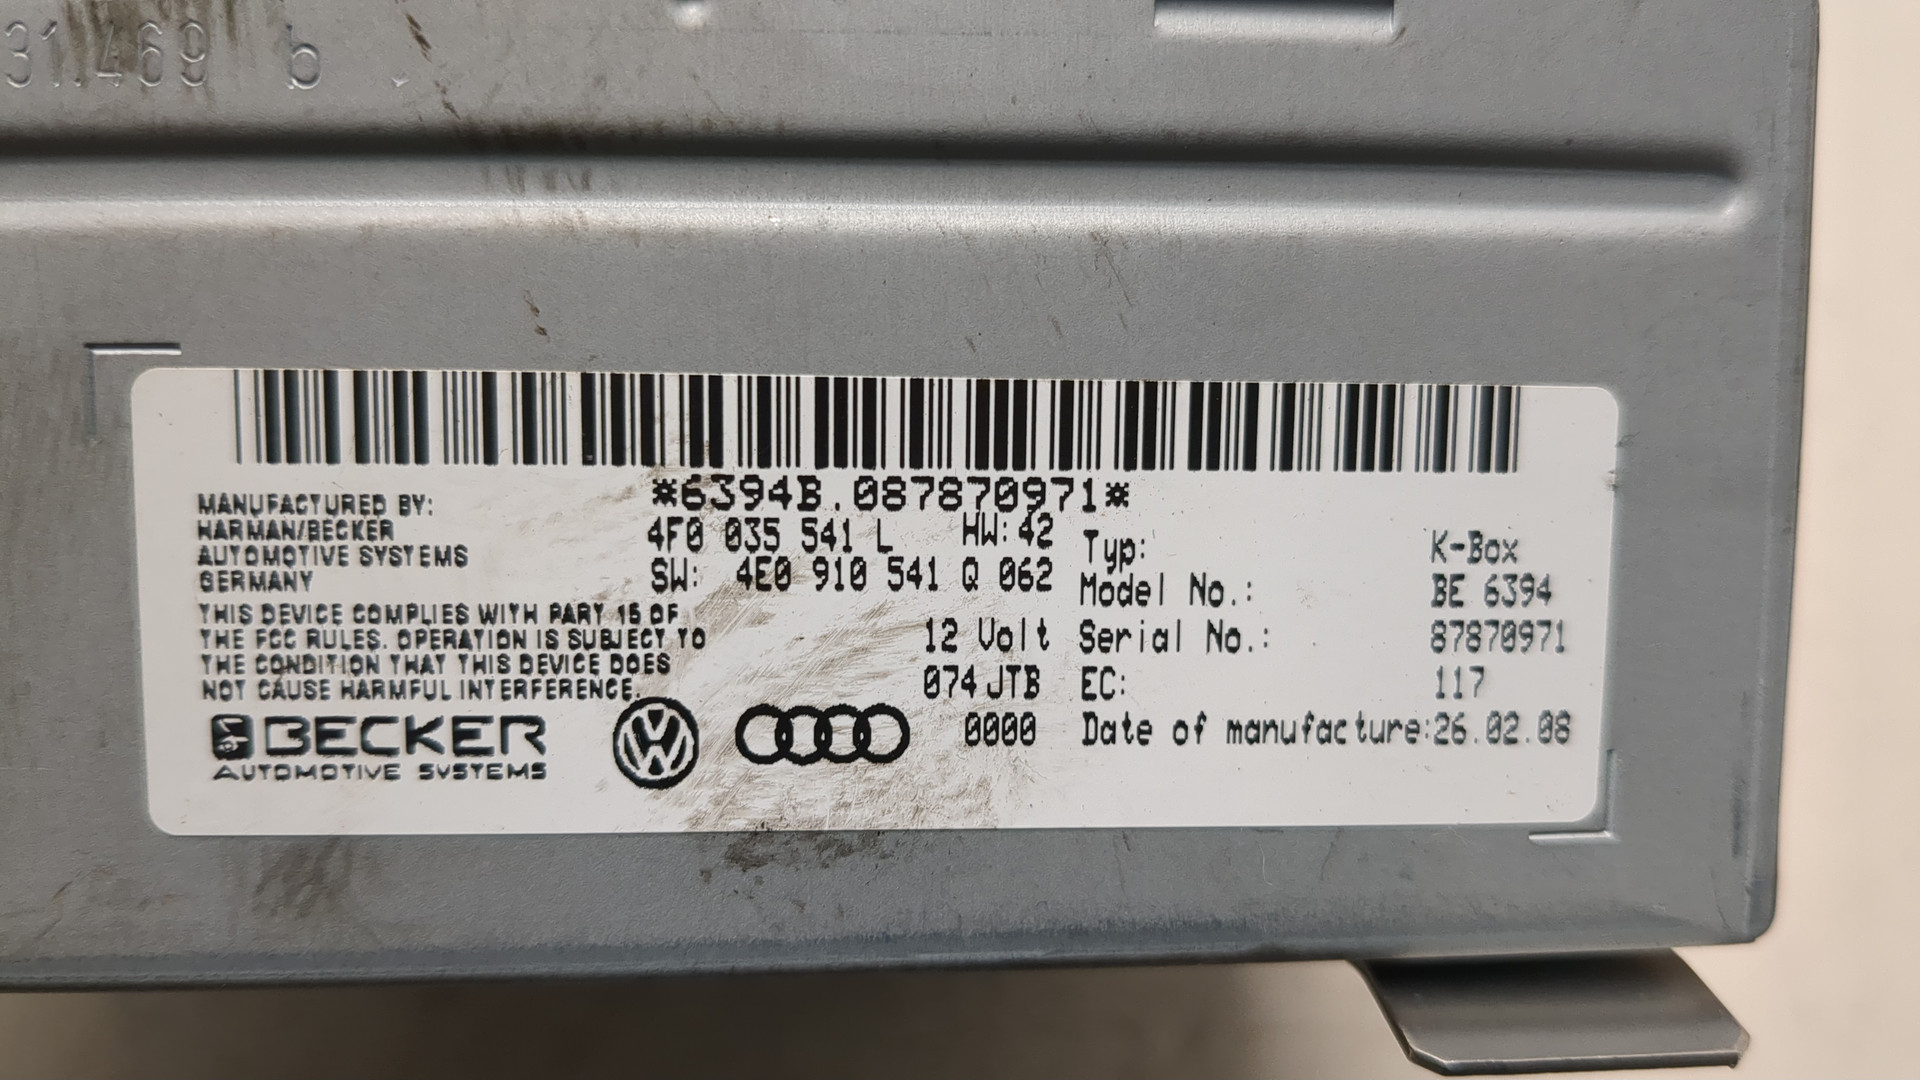 31.469 b
*6394B.087870971*
MANUFACTURED BY:
HARMAN/BECKER
AUTOMOTIVE SYSTEMS
GERMANY
THIS DEVICE COMPLIES WITH PART 15 OF
THE FCC RULES. OPERATION IS SUBJECT TO
THE CONDITION THAT THIS DEVICE DOES
NOT CAUSE HARMFUL INTERFERENCE.
BECKER
AUTOMOTIVE SYSTEMS
4F0 035 541 L HW:42
SW: 4E0 910 541 Q 062
12 Volt
074 JTB
0000
Typ: K-Box
Model No.: BE 6394
Serial No.: 87870971
EC: 117
Date of manufacture:26.02.08